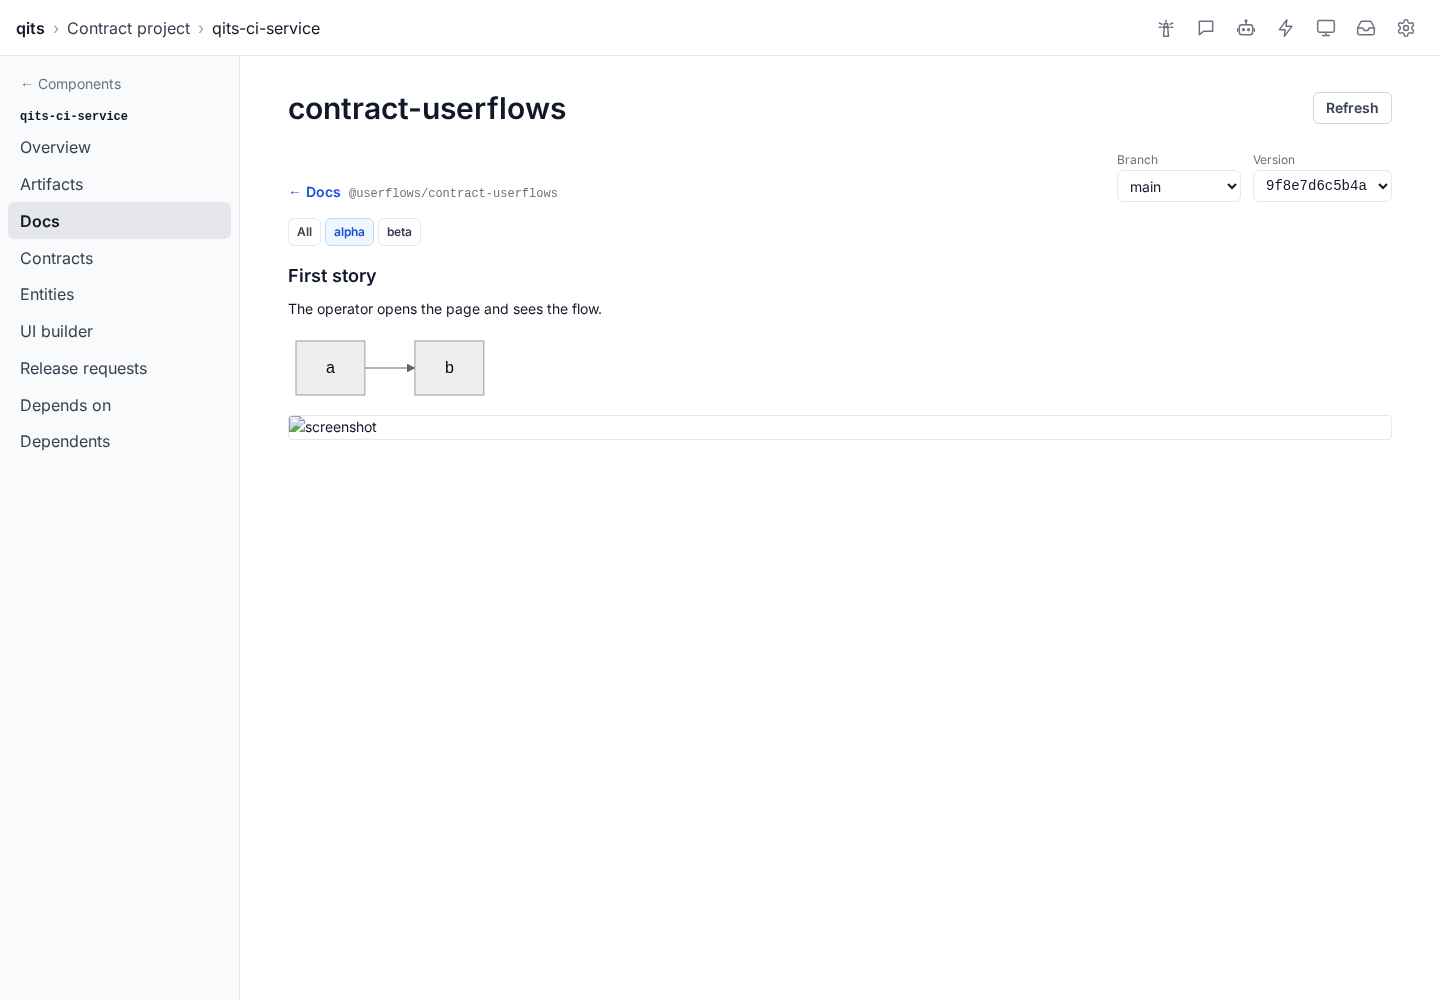 qits › Contract project › qits-ci-service
← Components
qits-ci-service
Overview
Artifacts
Docs
Contracts
Entities
UI builder
Release requests
Depends on
Dependents
contract-userflows
Refresh
Branch
Version
← Docs @userflows/contract-userflows
main
9f8e7d6c5b4a
All
alpha
beta
First story
The operator opens the page and sees the flow.
a
b
screenshot